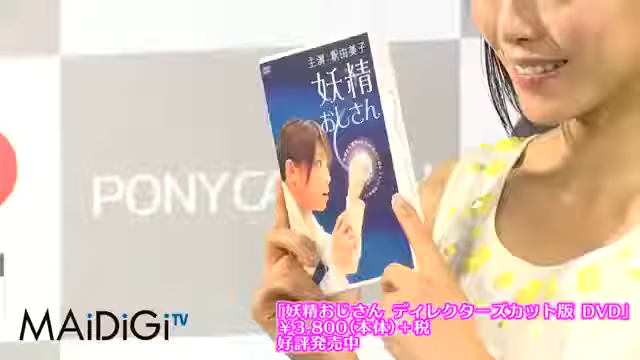 主演：釈由美子
妖精
おじさん
PONYCA
MAiDiGiTV
「妖精おじさん ディレクターズカット版 DVD」
￥3,800(本体)+税
好評発売中